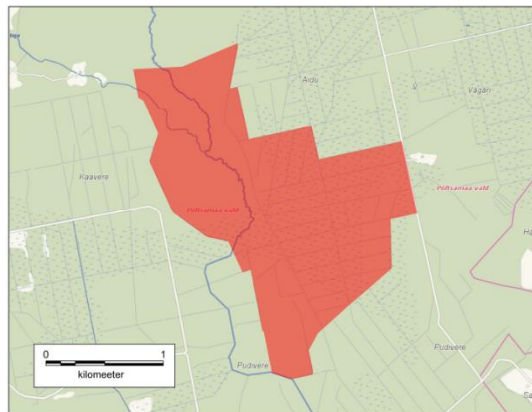 Aidu
Vägari
Kaavere
Põltsamaa vald
Põltsamaa vald
Pudivere
Pudivere
0 1
kilomeeter